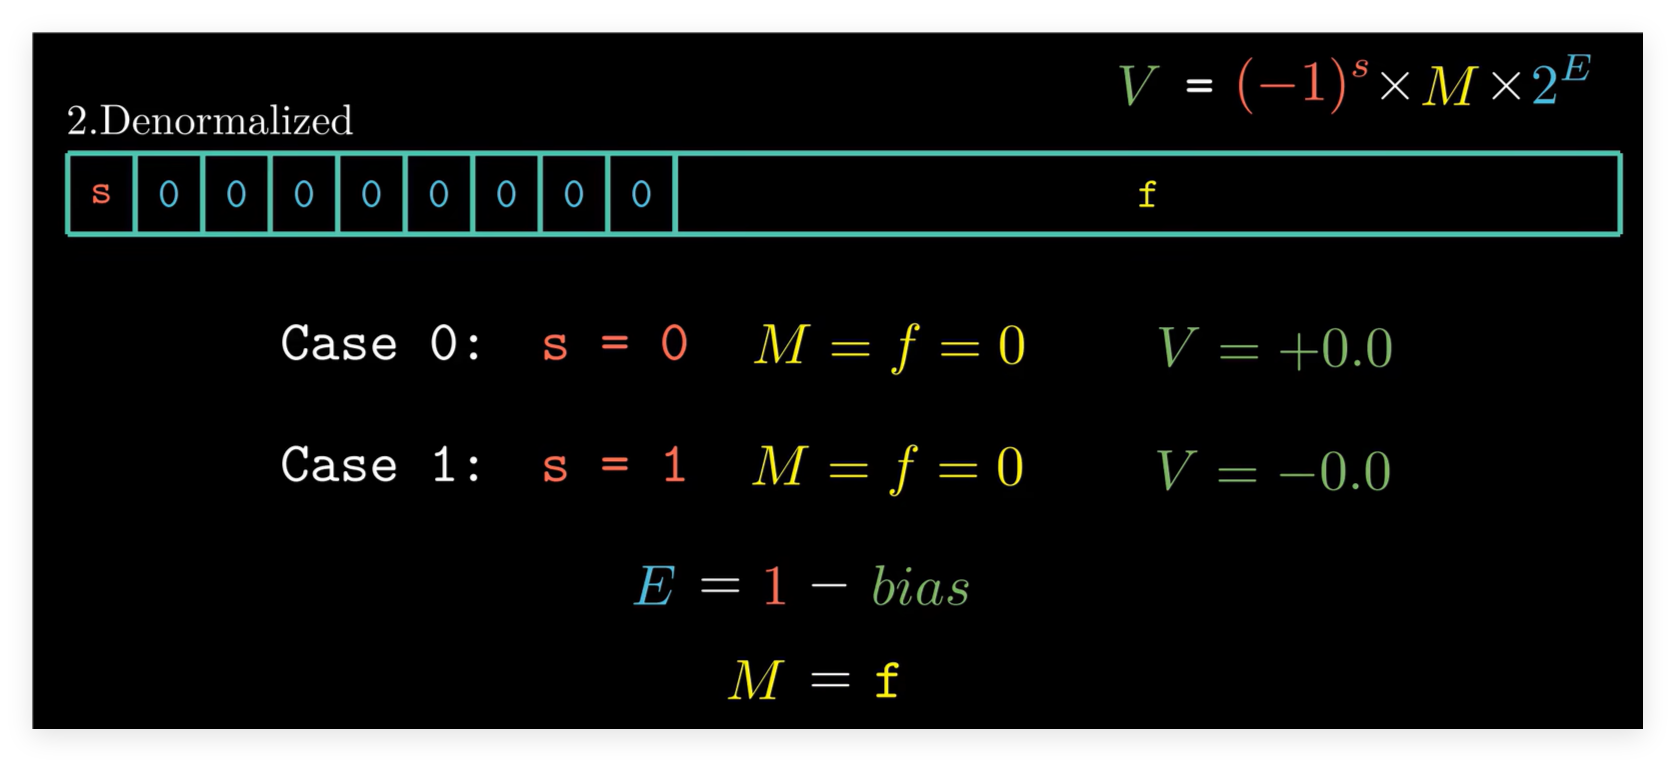 V = (−1)^s × M × 2^E
2.Denormalized
s 0 0 0 0 0 0 0 0 f
Case 0: s = 0 M = f = 0 V = +0.0
Case 1: s = 1 M = f = 0 V = −0.0
E = 1 − bias
M = f